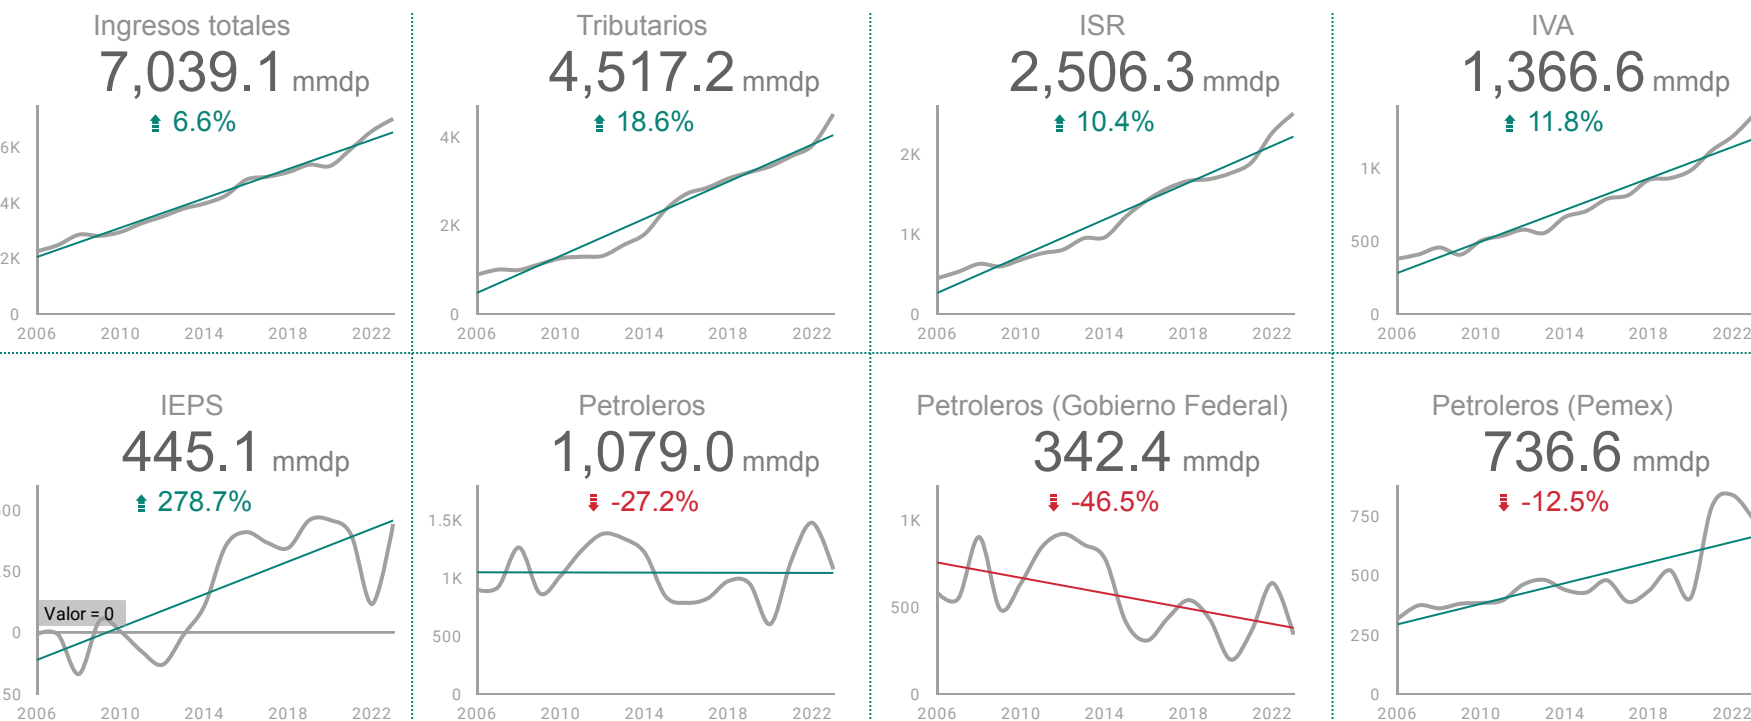 Ingresos totales
7,039.1 mmdp
6.6%
6K
4K
2K
0
2006 2010 2014 2018 2022
Tributarios
4,517.2 mmdp
18.6%
4K
2K
0
2006 2010 2014 2018 2022
ISR
2,506.3 mmdp
10.4%
2K
1K
0
2006 2010 2014 2018 2022
IVA
1,366.6 mmdp
11.8%
1K
500
0
2006 2010 2014 2018 2022
IEPS
445.1 mmdp
278.7%
Valor = 0
0
2006 2010 2014 2018 2022
Petroleros
1,079.0 mmdp
-27.2%
1.5K
1K
500
0
2006 2010 2014 2018 2022
Petroleros (Gobierno Federal)
342.4 mmdp
-46.5%
1K
500
0
2006 2010 2014 2018 2022
Petroleros (Pemex)
736.6 mmdp
-12.5%
750
500
250
0
2006 2010 2014 2018 2022